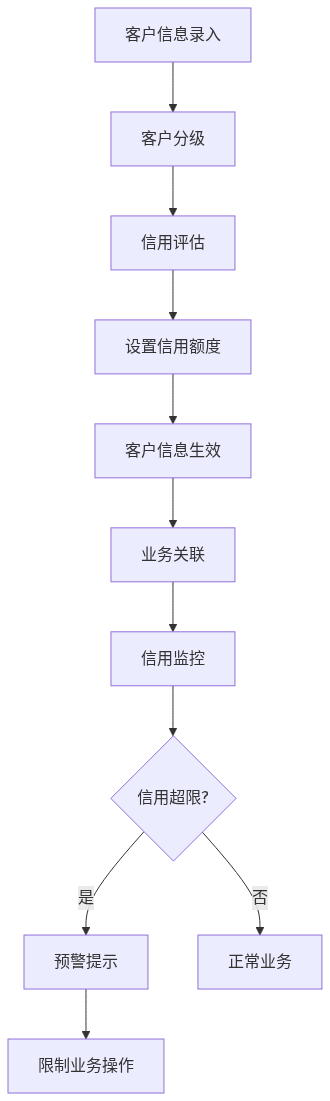 客户信息录入
客户分级
信用评估
设置信用额度
客户信息生效
业务关联
信用监控
信用超限?
是
否
预警提示
正常业务
限制业务操作